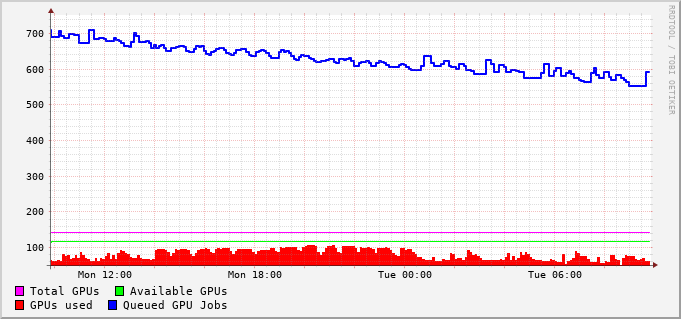 700
600
500
400
300
200
100
Mon 12:00 Mon 18:00 Tue 00:00 Tue 06:00
Total GPUs Available GPUs
GPUs used Queued GPU Jobs
RRDTOOL / TOBI OETIKER